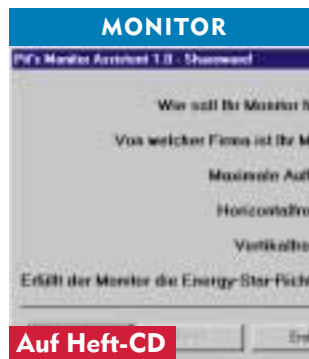 MONITOR
Pit's Monitor Assistent 1.0 - Shareware!
Wie soll Ihr Monitor h
Von welcher Firma ist Ihr M
Maximale Auf
Horizontalfre
Vertikalfre
Erfüllt der Monitor die Energy-Star-Richt
Auf Heft-CD